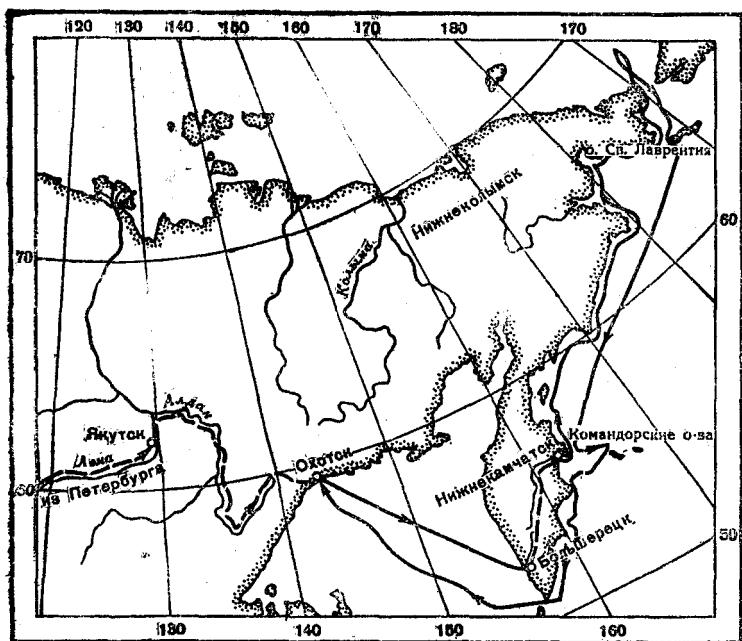 120 130 140 150 160 170 180 170
о. Св. Лаврентия
60
Нижнеколымск
70
Колыма
Алдан
Якутск
Лена
из Петербурга
60
Охотск
Командорские о-ва
Нижнекамчатск
Большерецк
50
130 140 150 160